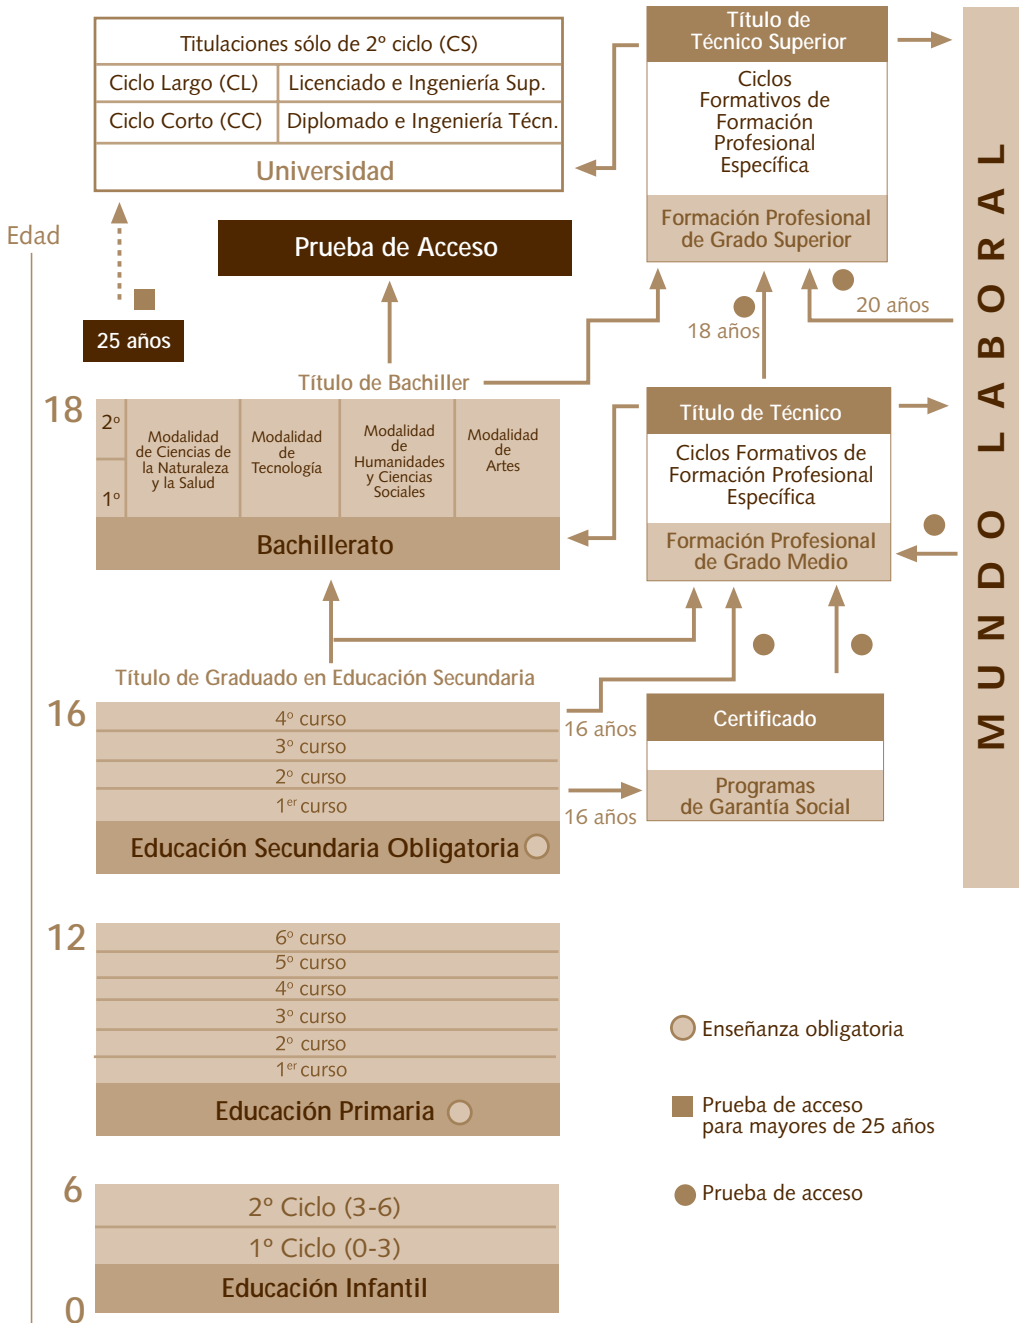 Titulaciones sólo de 2º ciclo (CS)
Ciclo Largo (CL)
Licenciado e Ingeniería Sup.
Ciclo Corto (CC)
Diplomado e Ingeniería Técn.
Universidad
Título de
Técnico Superior
Ciclos
Formativos de
Formación
Profesional
Específica
Formación Profesional
de Grado Superior
MUNDO LABORAL
Edad
Prueba de Acceso
25 años
20 años
18 años
Título de Bachiller
18
2º
1º
Modalidad
de Ciencias de
la Naturaleza
y la Salud
Modalidad
de
Tecnología
Modalidad
de
Humanidades
y Ciencias
Sociales
Modalidad
de
Artes
Bachillerato
Título de Técnico
Ciclos Formativos de
Formación Profesional
Específica
Formación Profesional
de Grado Medio
Título de Graduado en Educación Secundaria
16
4º curso
3º curso
2º curso
1er curso
Educación Secundaria Obligatoria
16 años
16 años
Certificado
Programas
de Garantía Social
12
6º curso
5º curso
4º curso
3º curso
2º curso
1er curso
Educación Primaria
Enseñanza obligatoria
Prueba de acceso
para mayores de 25 años
Prueba de acceso
6
2º Ciclo (3-6)
1º Ciclo (0-3)
Educación Infantil
0